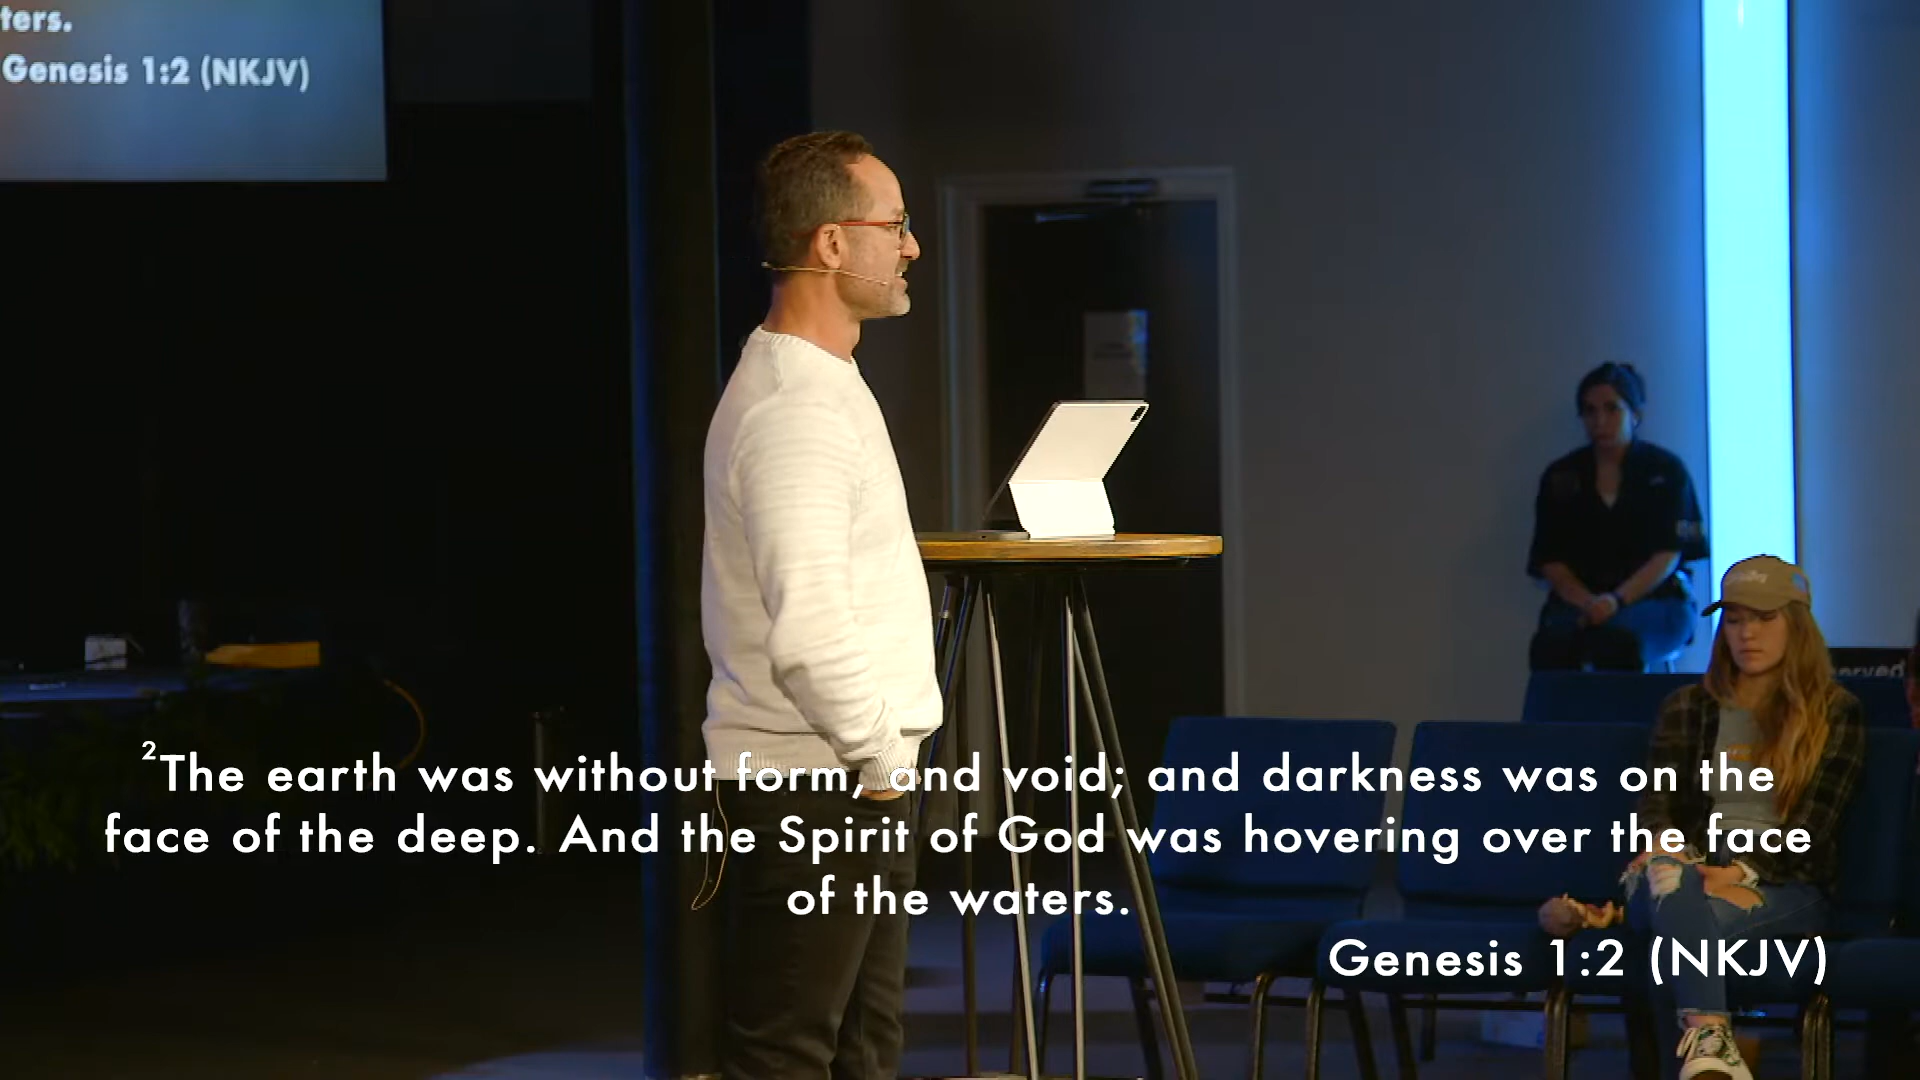 ters.
Genesis 1:2 (NKJV)
²The earth was without form, and void; and darkness was on the
face of the deep. And the Spirit of God was hovering over the face
of the waters.
Genesis 1:2 (NKJV)